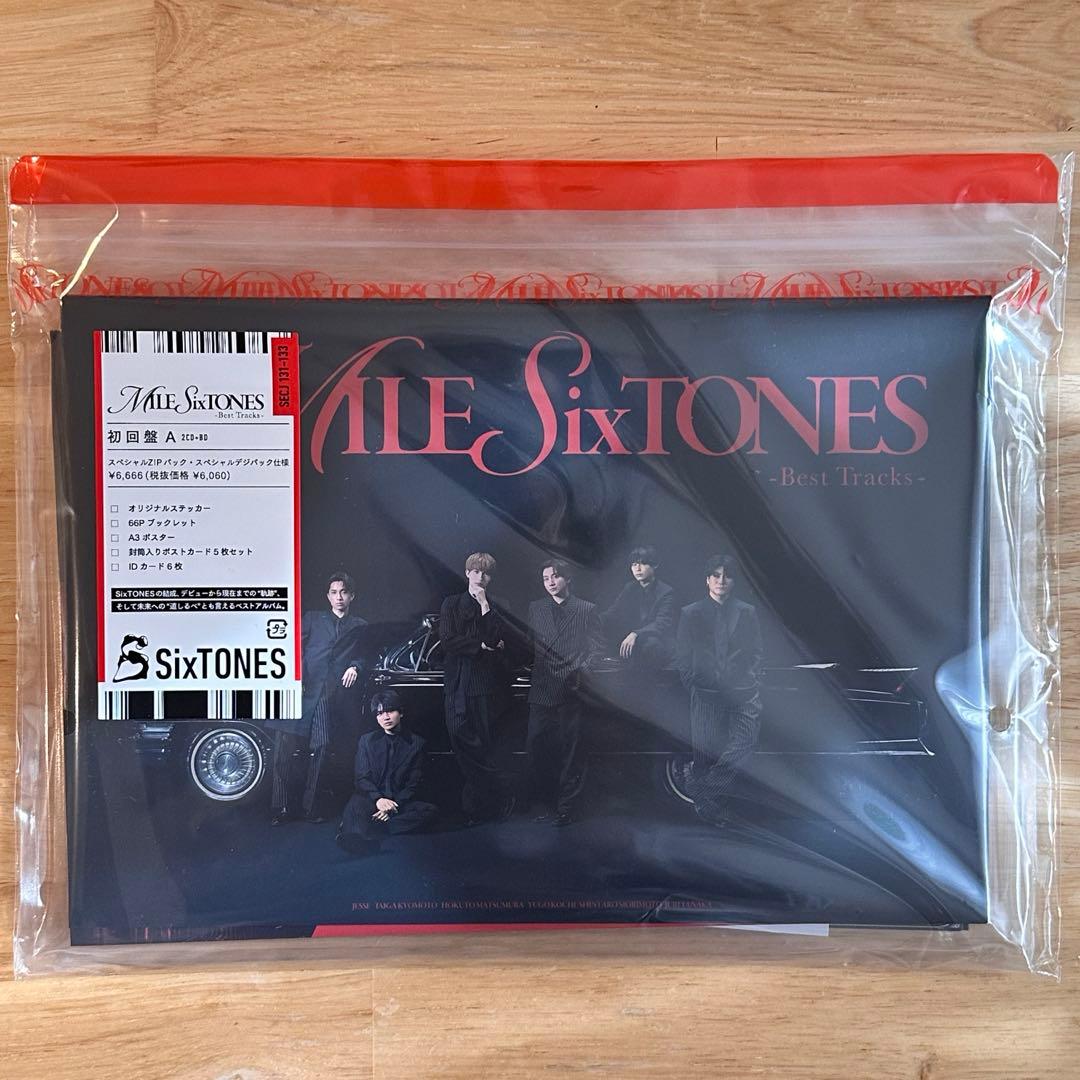 MILE SixTONES
-Best Tracks-
SECJ 131-133
初回盤 A 2CD+BD
スペシャルZIPパック・スペシャルデジパック仕様
¥6,666(税抜価格 ¥6,060)
□ オリジナルステッカー
□ 66P ブックレット
□ A3 ポスター
□ 封筒入りポストカード5枚セット
□ IDカード6枚
SixTONESの結成、デビューから現在までの“軌跡”、
そして未来への“道しるべ”とも言えるベストアルバム。
プラ
SixTONES
MILE SixTONES
-Best Tracks-
JESSE TAIGA KYOMOTO HOKUTO MATSUMURA YUGO KOCHI SHINTARO MORIMOTO JURI TANAKA